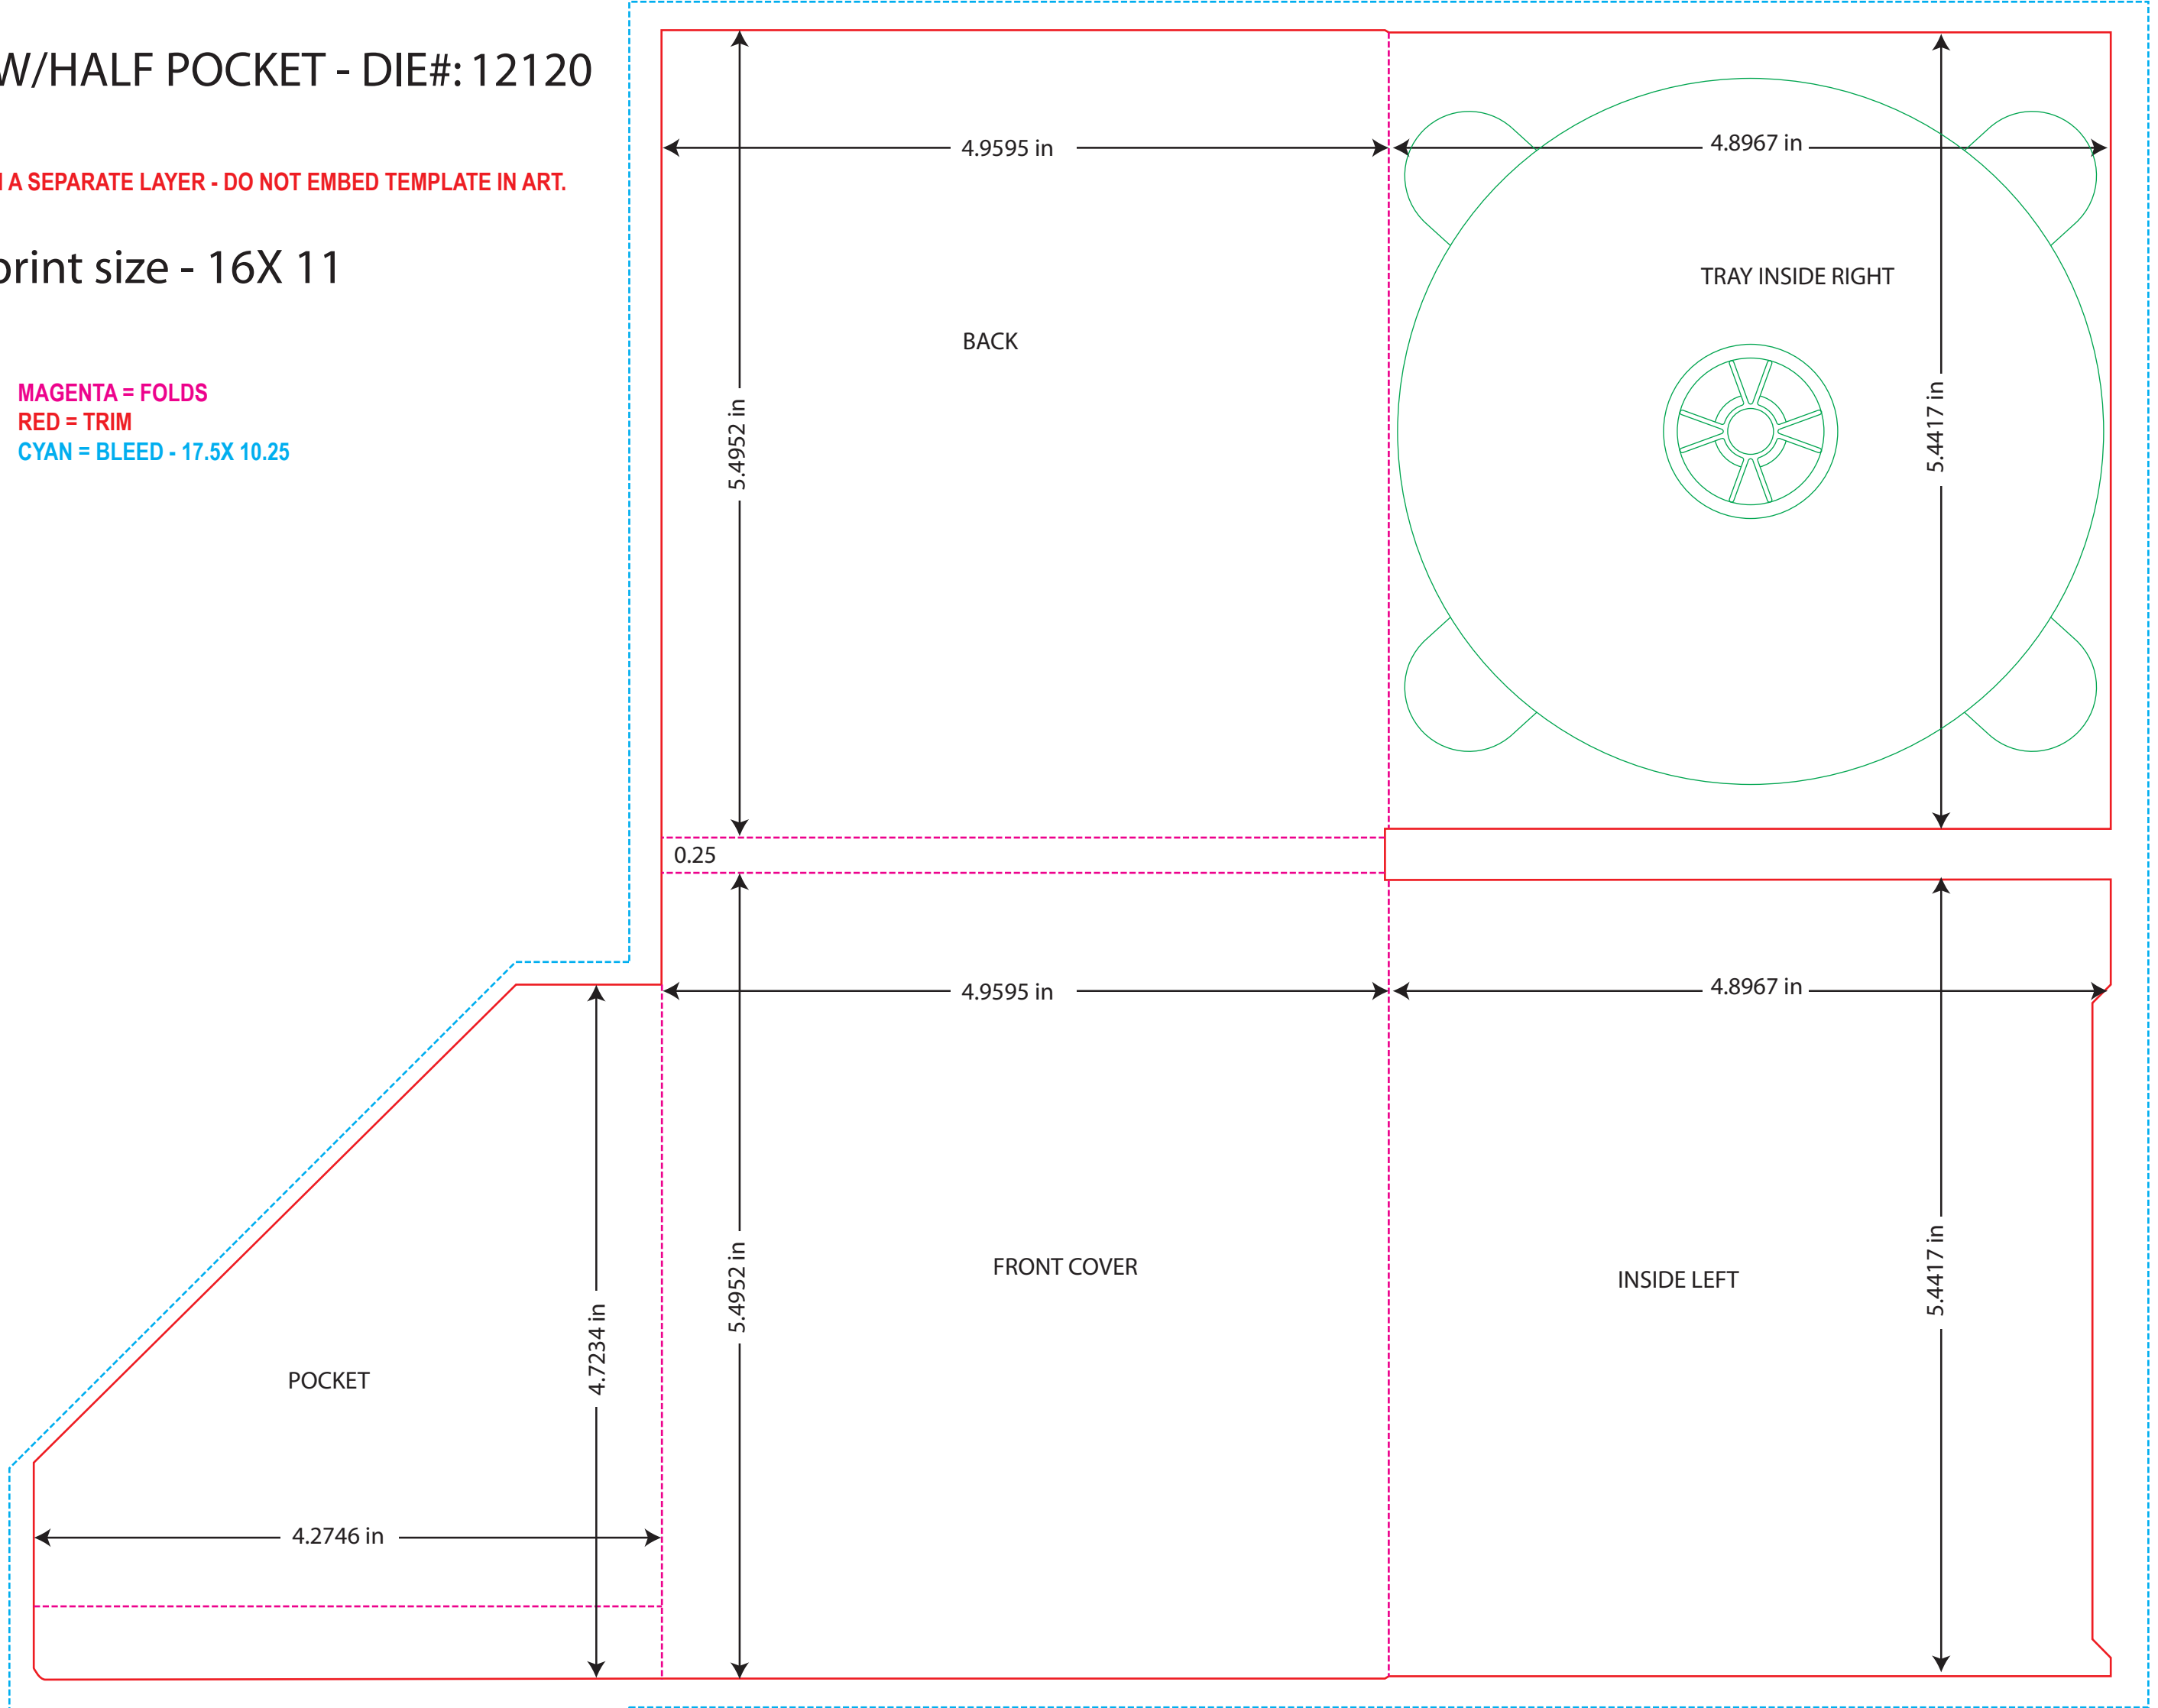 W/HALF POCKET - DIE#: 12120
A SEPARATE LAYER - DO NOT EMBED TEMPLATE IN ART.
print size - 16X 11
MAGENTA = FOLDS
RED = TRIM
CYAN = BLEED - 17.5X 10.25
4.9595 in
4.8967 in
TRAY INSIDE RIGHT
BACK
5.4952 in
5.4417 in
0.25
4.9595 in
4.8967 in
FRONT COVER
INSIDE LEFT
5.4952 in
5.4417 in
4.7234 in
POCKET
4.2746 in